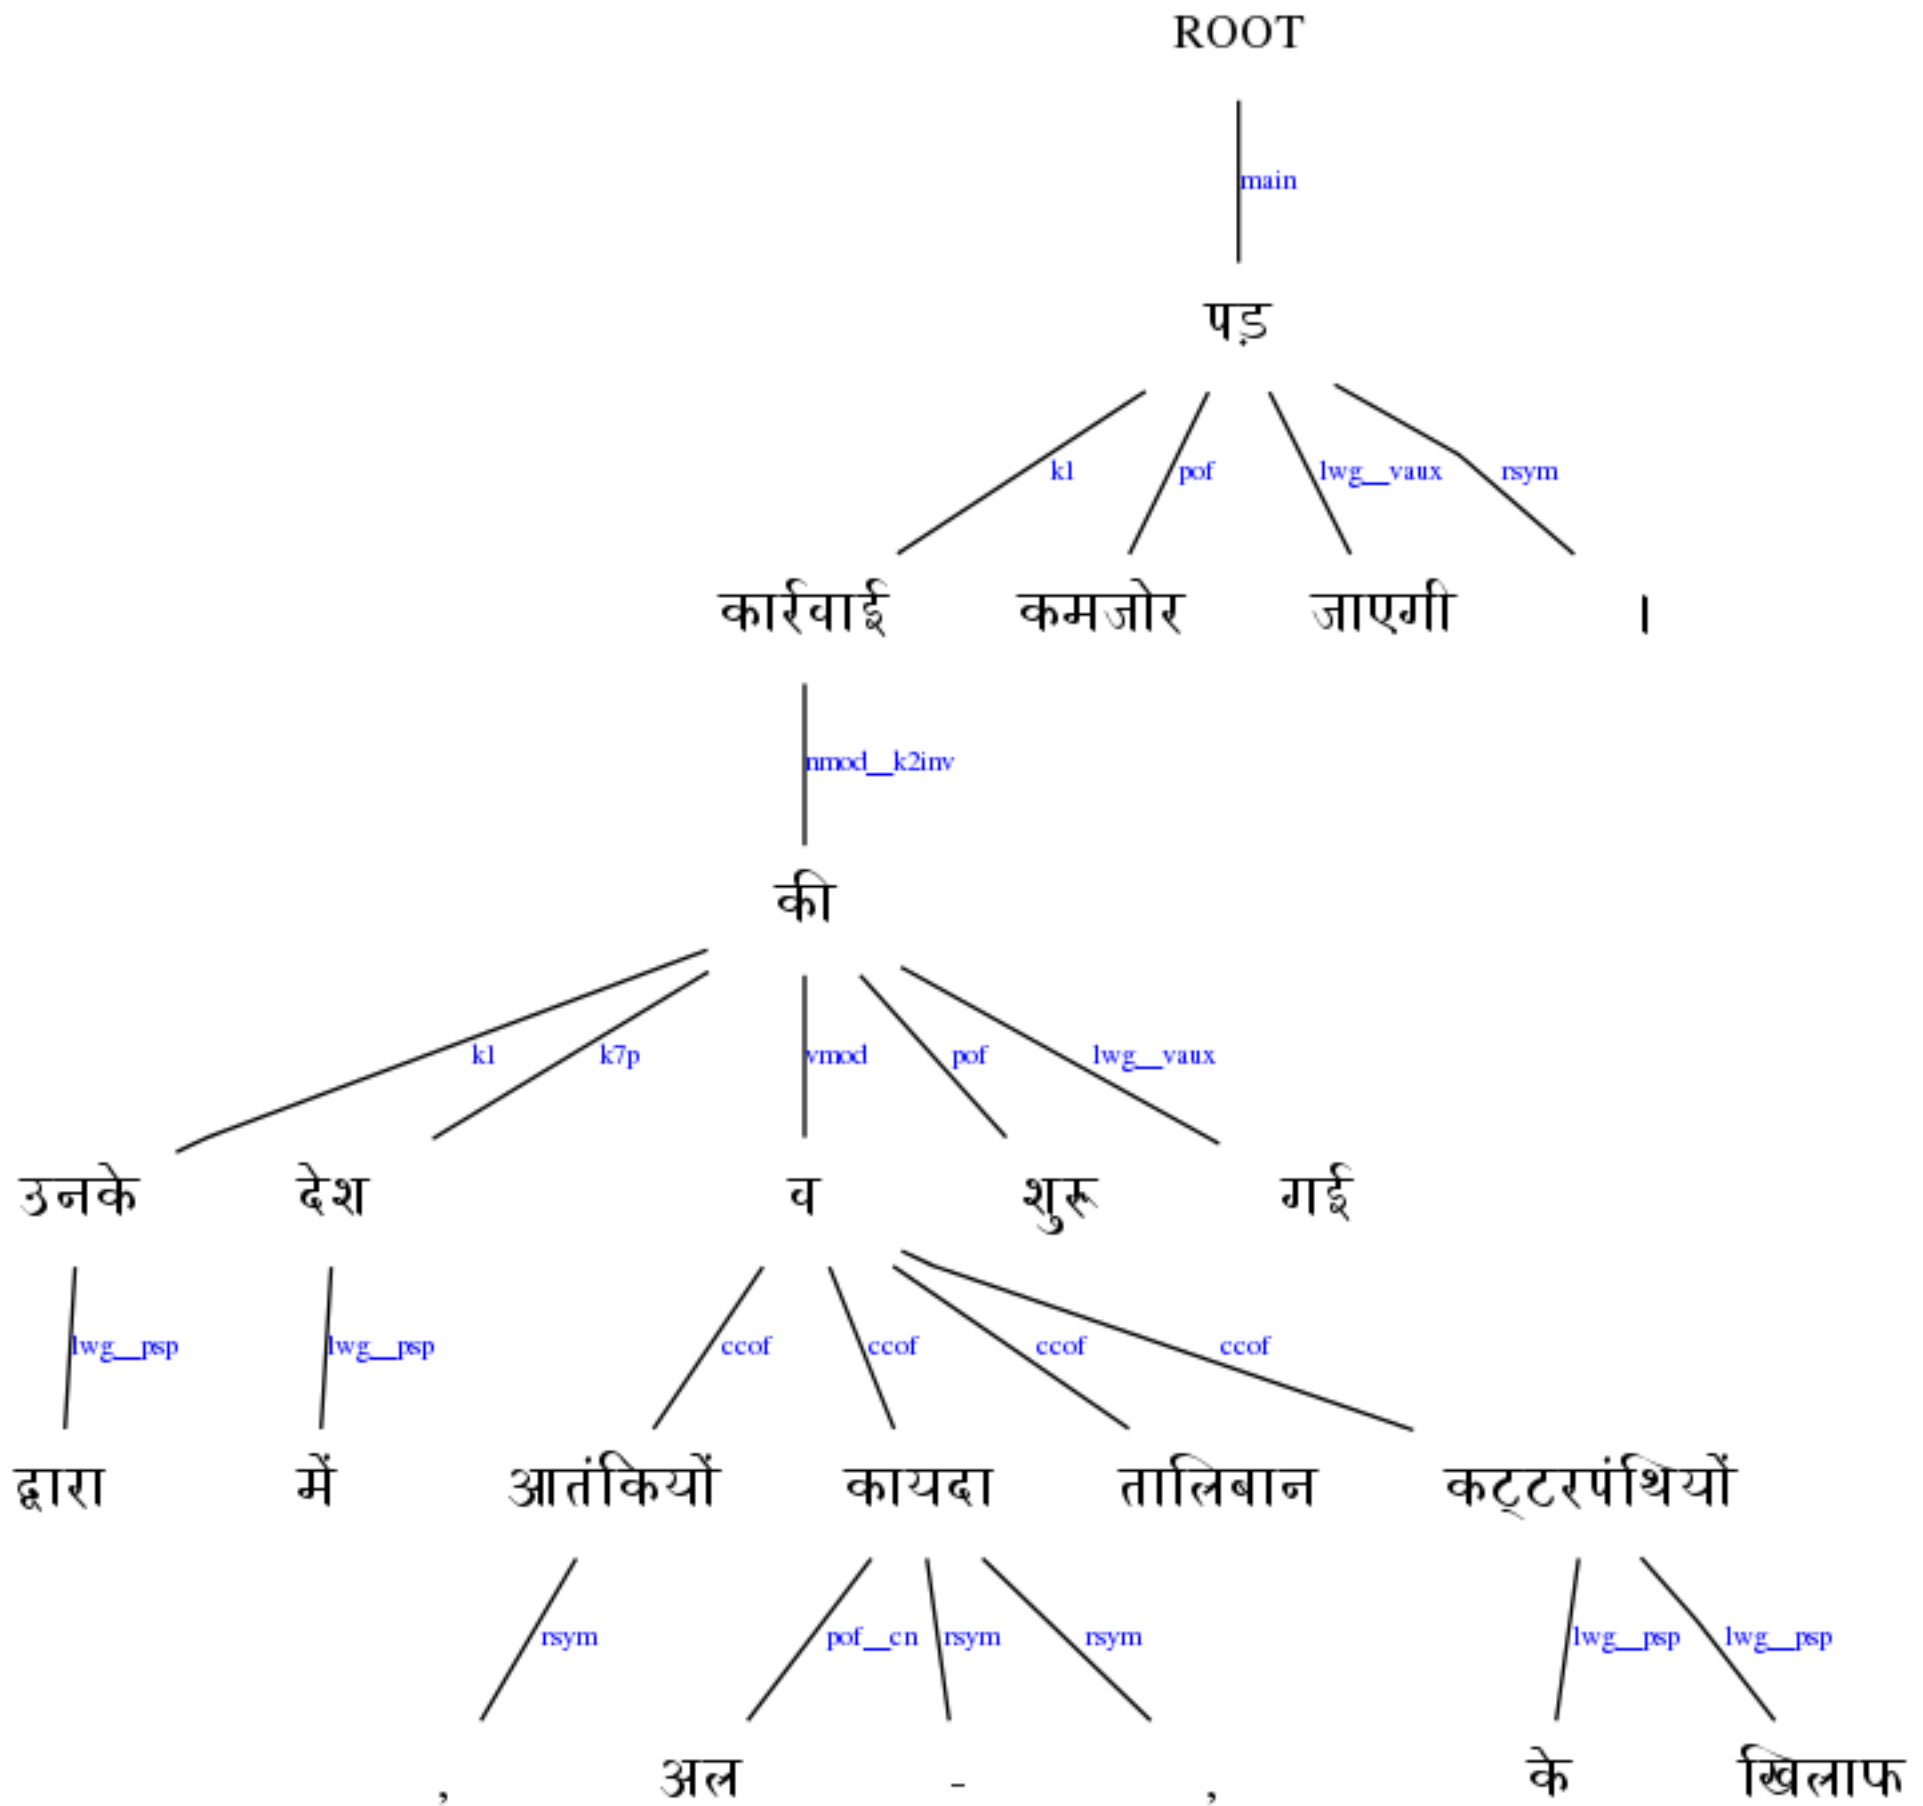 ROOT
main
पड़
k1 pof lwg__vaux rsym
कार्रवाई कमजोर जाएगी ।
nmod__k2inv
की
k1 k7p vmod pof lwg__vaux
उनके देश व शुरू गई
lwg__psp lwg__psp ccof ccof ccof ccof
द्वारा में आतंकियों कायदा तालिबान कट्टरपंथियों
rsym pof__cn rsym rsym lwg__psp lwg__psp
, अल - , के खिलाफ